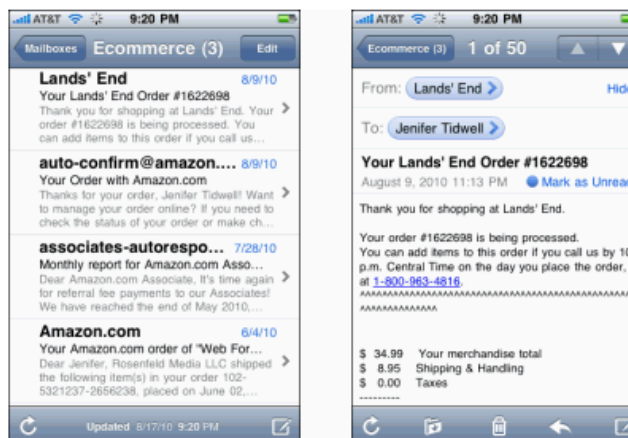 AT&T 9:20 PM
Mailboxes Ecommerce (3) Edit
Lands' End 8/9/10
Your Lands' End Order #1622698
Thank you for shopping at Lands' End. Your
order #1622698 is being processed. You
can add items to this order if you call us...
auto-confirm@amazon.... 8/9/10
Your Order with Amazon.com
Thanks for your order, Jenifer Tidwell! Want
to manage your order online? If you need to
check the status of your order or make ch...
associates-autorespo... 7/28/10
Monthly report for Amazon.com Asso...
Dear Amazon.com Associate, It's time again
for referral fee payments to our Associates!
We have reached the end of May 2010,...
Amazon.com 6/4/10
Your Amazon.com order of "Web For...
Dear Jenifer, Rosenfeld Media LLC shipped
the following item(s) in your order 102-
5321237-2656238, placed on June 02,...
Updated 8/17/10 9:20 PM
AT&T 9:20 PM
Ecommerce (3) 1 of 50
From: Lands' End Hide
To: Jenifer Tidwell
Your Lands' End Order #1622698
August 9, 2010 11:13 PM Mark as Unread
Thank you for shopping at Lands' End.
Your order #1622698 is being processed.
You can add items to this order if you call us by 10
p.m. Central Time on the day you place the order,
at 1-800-963-4816.
^^^^^^^^^^^^^^^^^^^^^^^^^^^^^^^^^^^^^^^^^^^^^^^^
^^^^^^^^^^^^^^
$ 34.99 Your merchandise total
$ 8.95 Shipping & Handling
$ 0.00 Taxes
---------